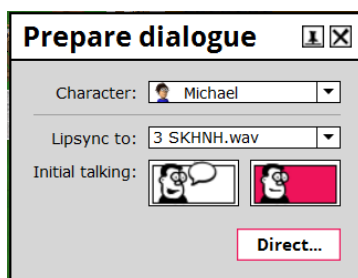 Prepare dialogue
Character: Michael
Lipsync to: 3 SKHNH.wav
Initial talking:
Direct...